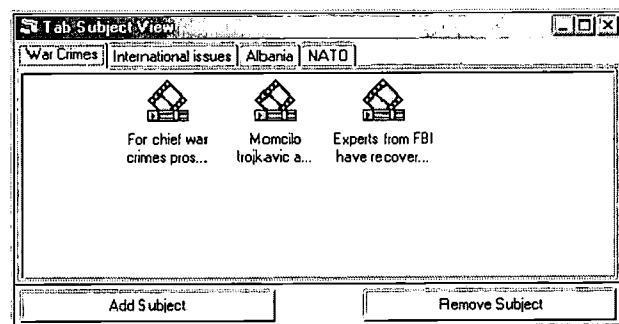 Tab Subject View
War Crimes International issues Albania NATO
For chief war
crimes pros...
Momcilo
trojkavic a...
Experts from FBI
have recover...
Add Subject Remove Subject